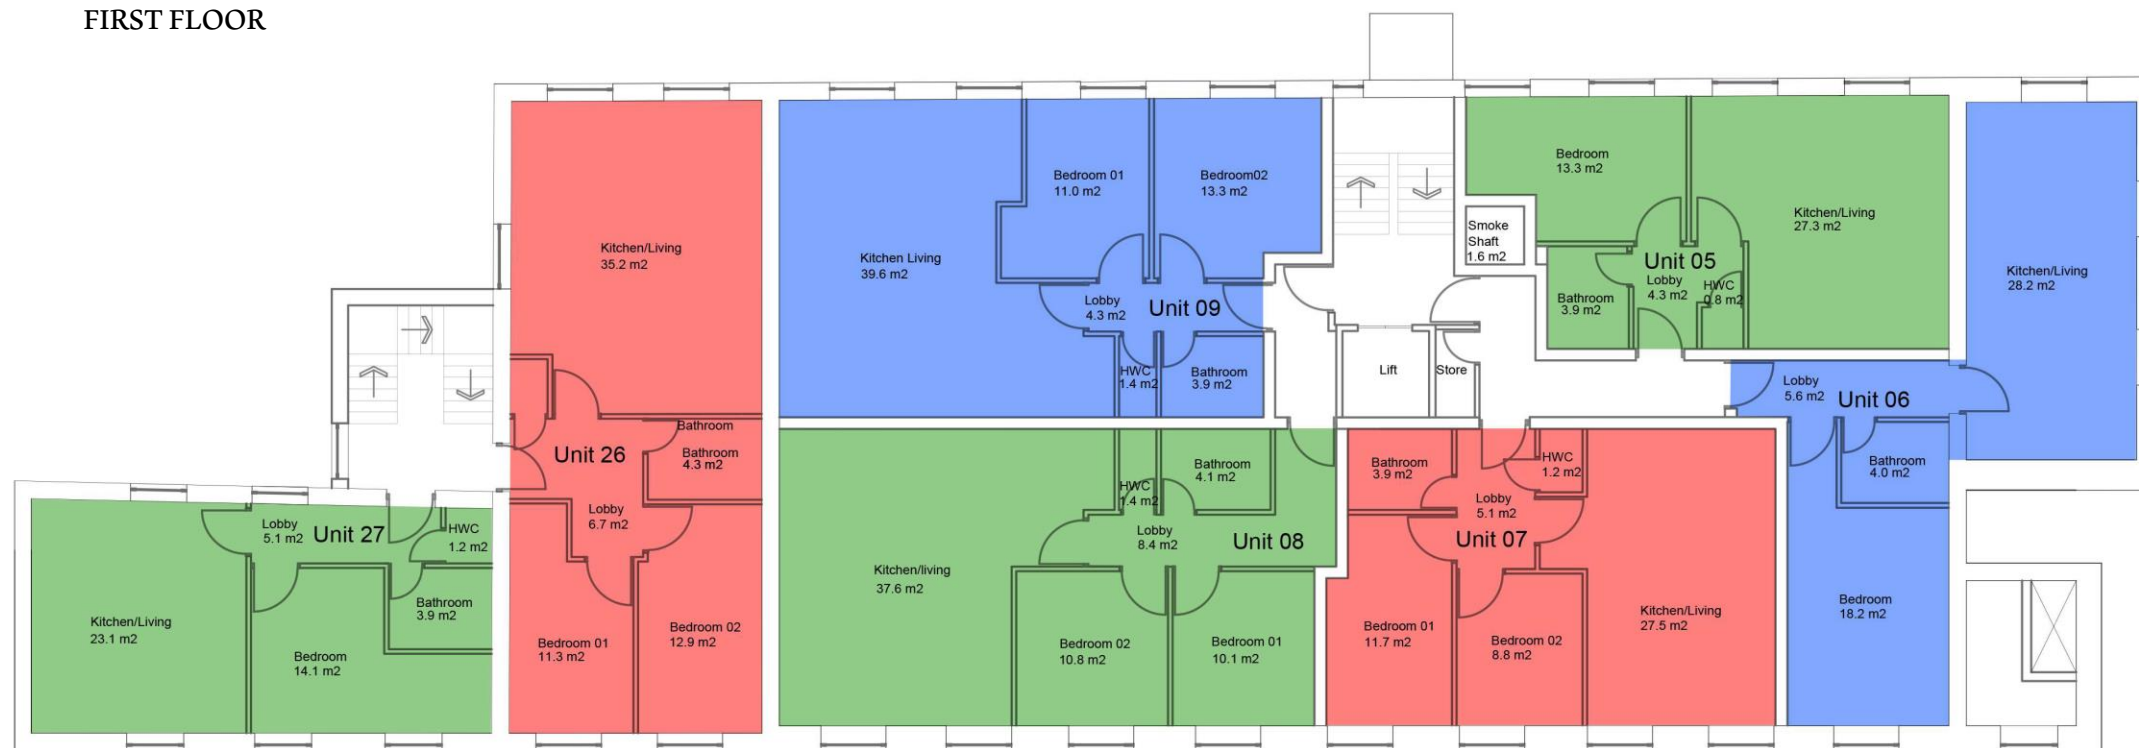 FIRST FLOOR
Kitchen/Living
23.1 m2
Lobby
5.1 m2
Unit 27
HWC
1.2 m2
Bathroom
3.9 m2
Bedroom
14.1 m2
Kitchen/Living
35.2 m2
Unit 26
Bathroom
Bathroom
4.3 m2
Lobby
6.7 m2
Bedroom 01
11.3 m2
Bedroom 02
12.9 m2
Kitchen Living
39.6 m2
Bedroom 01
11.0 m2
Bedroom02
13.3 m2
Lobby
4.3 m2
Unit 09
HWC
1.4 m2
Bathroom
3.9 m2
Kitchen/living
37.6 m2
HWC
1.4 m2
Bathroom
4.1 m2
Lobby
8.4 m2
Unit 08
Bedroom 02
10.8 m2
Bedroom 01
10.1 m2
Lift
Store
Smoke
Shaft
1.6 m2
Bedroom
13.3 m2
Kitchen/Living
27.3 m2
Unit 05
Lobby
4.3 m2
HWC
0.8 m2
Bathroom
3.9 m2
Bathroom
3.9 m2
HWC
1.2 m2
Lobby
5.1 m2
Unit 07
Bedroom 01
11.7 m2
Bedroom 02
8.8 m2
Kitchen/Living
27.5 m2
Kitchen/Living
28.2 m2
Lobby
5.6 m2
Unit 06
Bathroom
4.0 m2
Bedroom
18.2 m2